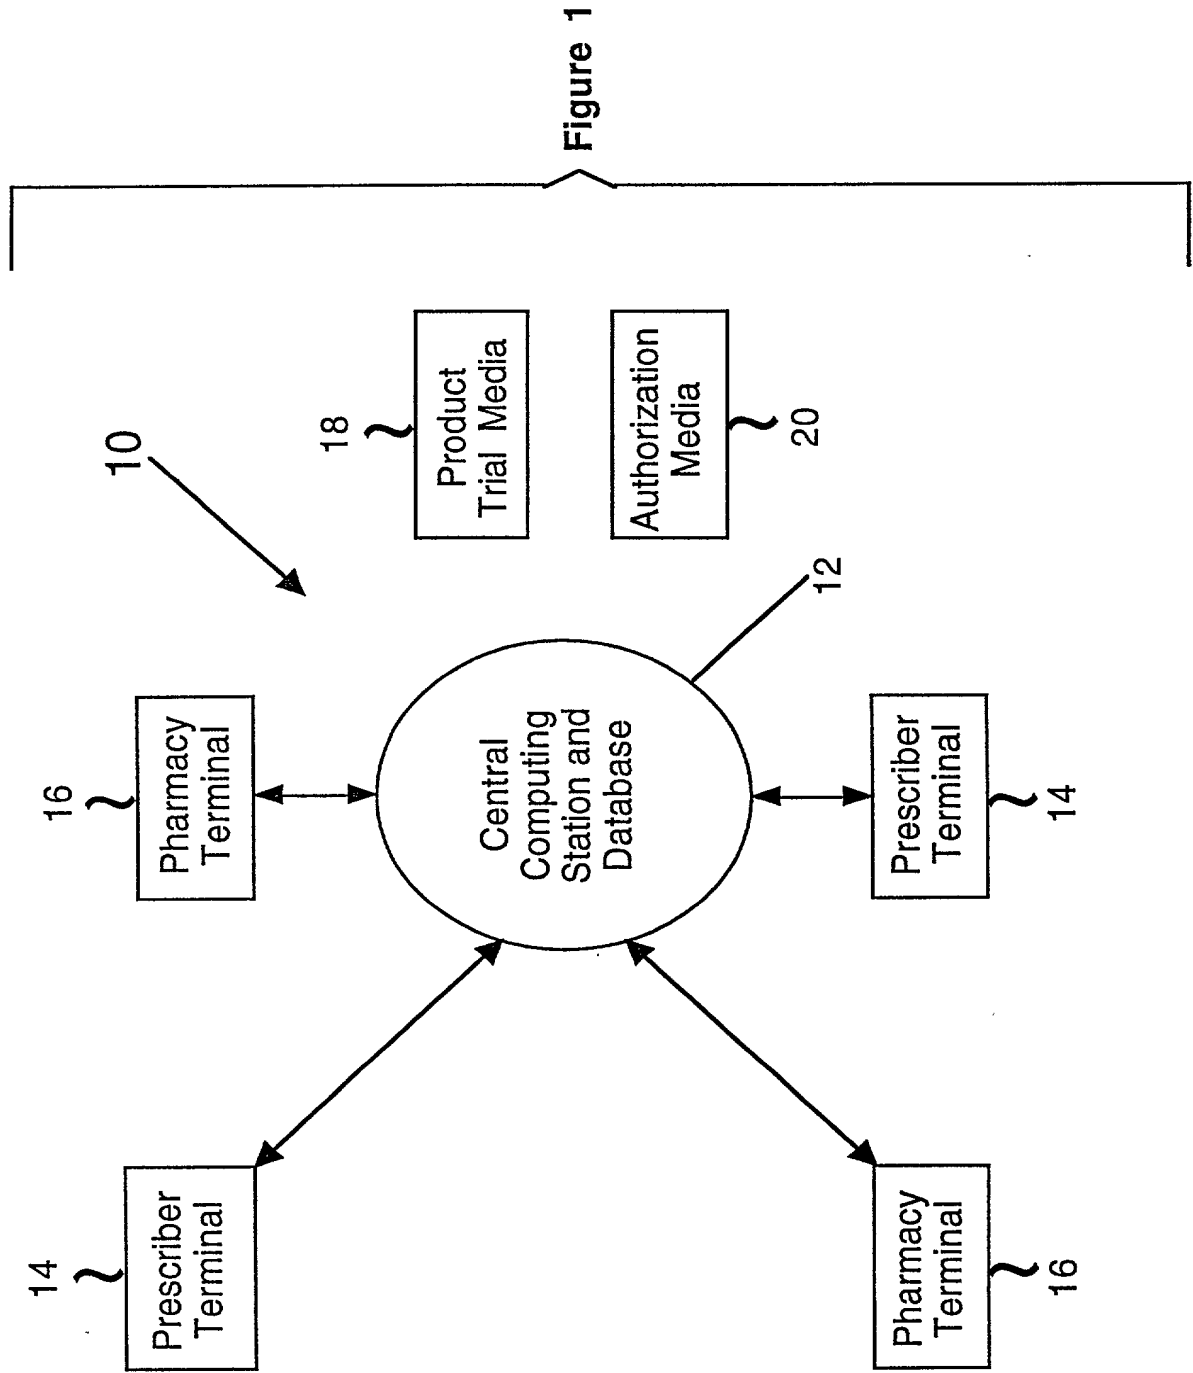 14
Prescriber
Terminal
16
Pharmacy
Terminal
10
18
Product
Trial Media
Central
Computing
Station and
Database
Authorization
Media
20
12
Pharmacy
Terminal
16
Prescriber
Terminal
14
Figure 1